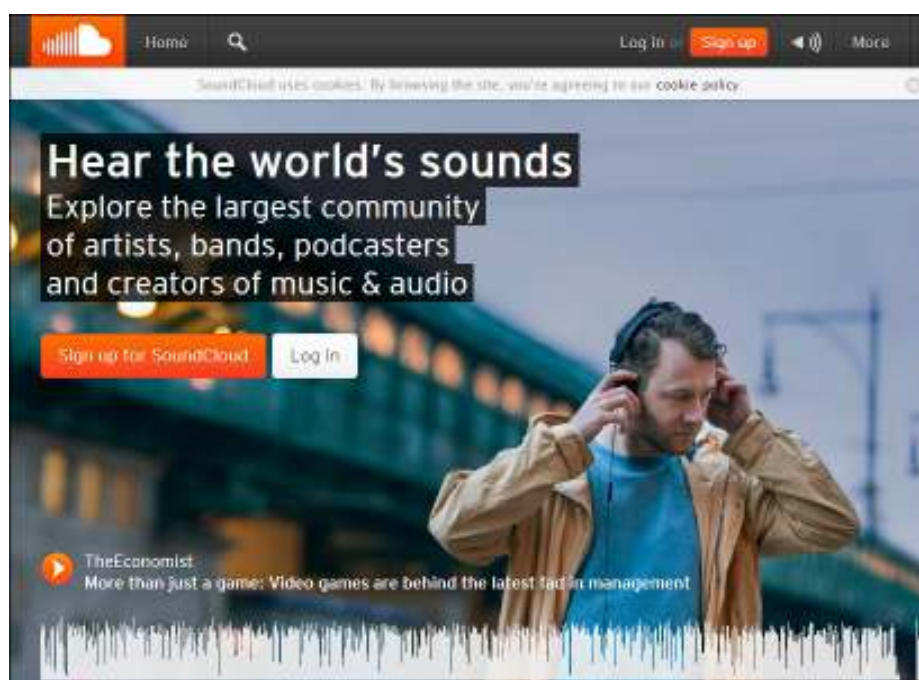 Home
Log in or Sign up More
SoundCloud uses cookies. By browsing the site, you're agreeing to our cookie policy
Hear the world's sounds
Explore the largest community
of artists, bands, podcasters
and creators of music & audio
Sign up for SoundCloud Log In
TheEconomist
More than just a game: Video games are behind the latest fad in management